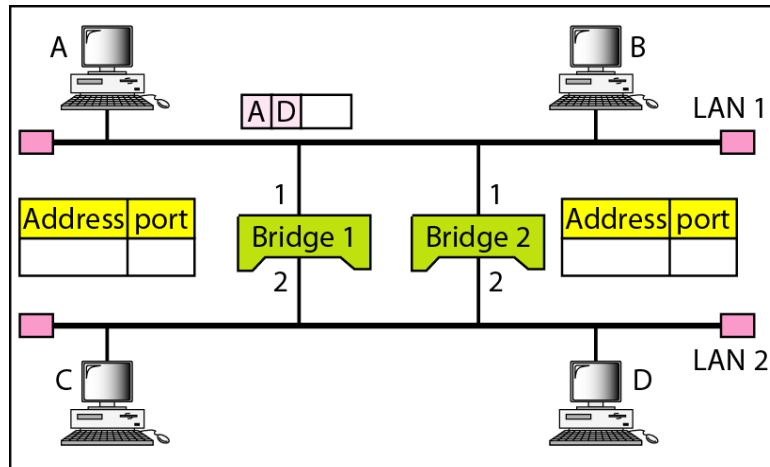 A
B
A D
LAN 1
1
1
Address port
Bridge 1
Bridge 2
Address port
2
2
LAN 2
C
D